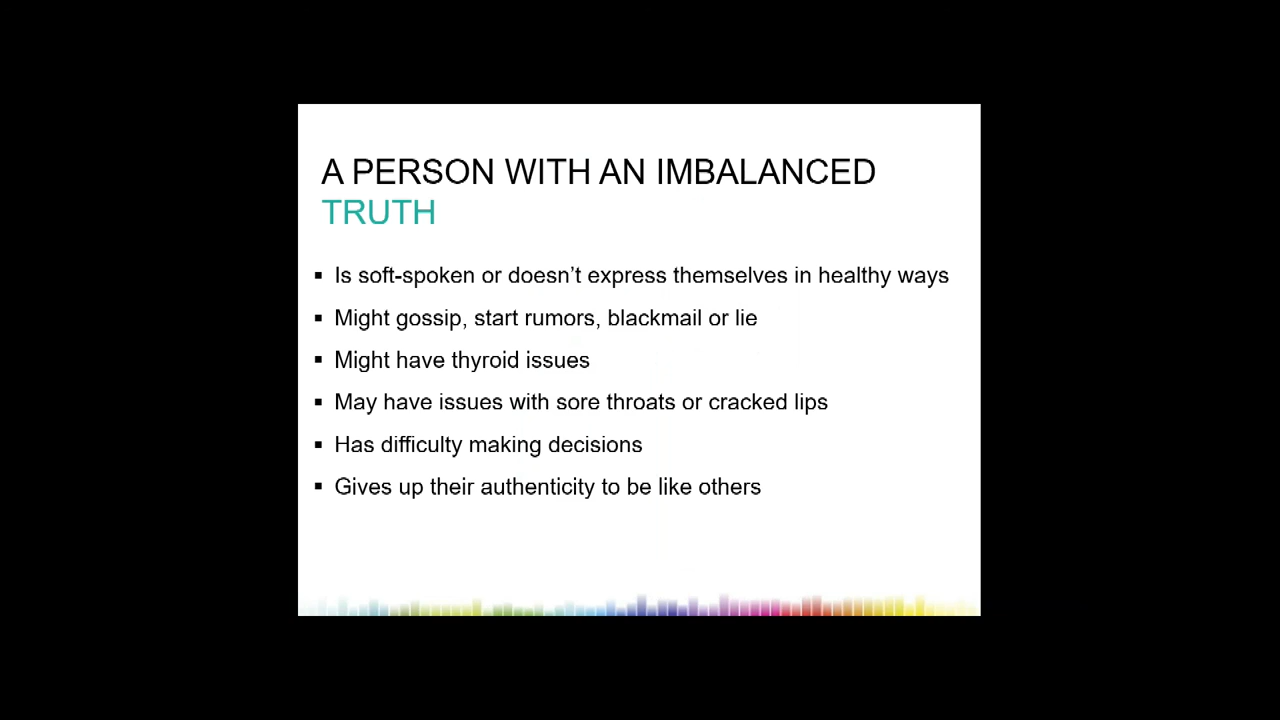 A PERSON WITH AN IMBALANCED
TRUTH
▪ Is soft-spoken or doesn’t express themselves in healthy ways
▪ Might gossip, start rumors, blackmail or lie
▪ Might have thyroid issues
▪ May have issues with sore throats or cracked lips
▪ Has difficulty making decisions
▪ Gives up their authenticity to be like others